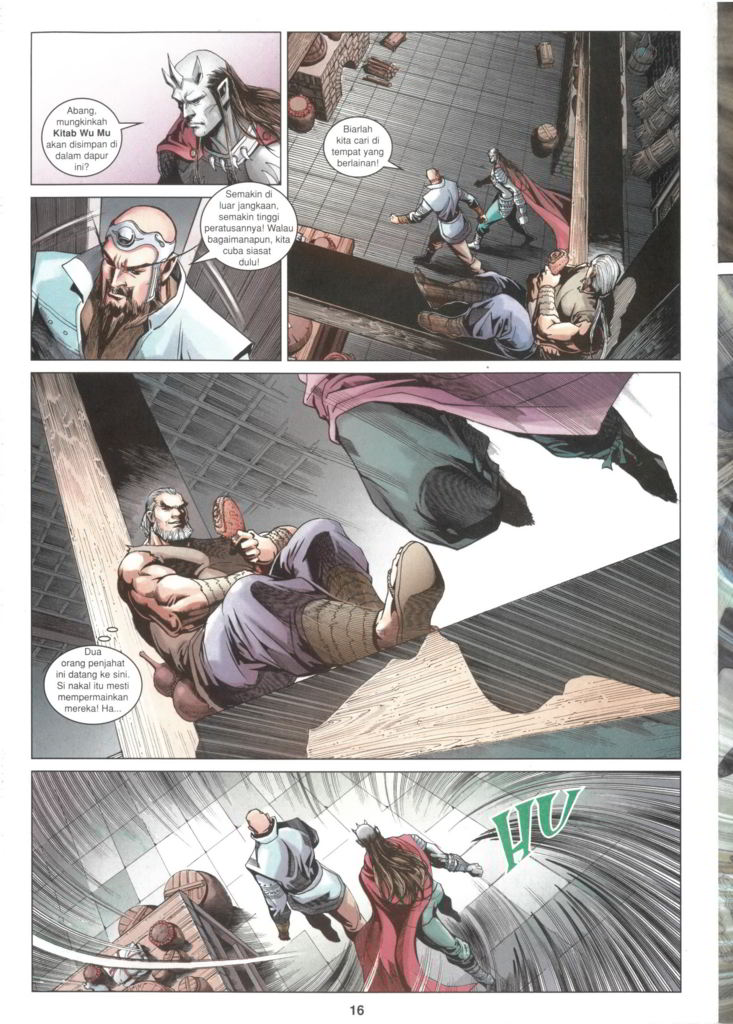 Abang,
mungkinkah
Kitab Wu Mu
akan disimpan di
dalam dapur
ini?
Semakin di
luar jangkaan,
semakin tinggi
peratusannya! Walau
bagaimanapun, kita
cuba siasat
dulu!
Biarlah
kita cari di
tempat yang
berlainan!
Dua
orang penjahat
ini datang ke sini.
Si nakal itu mesti
mempermainkan
mereka! Ha...
HU
16